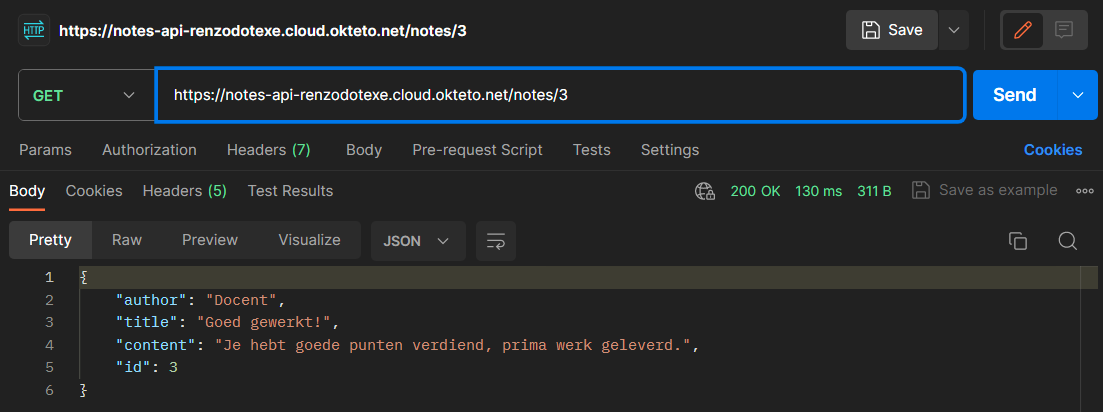 HTTP https://notes-api-renzodotexe.cloud.okteto.net/notes/3 Save
GET https://notes-api-renzodotexe.cloud.okteto.net/notes/3 Send
Params Authorization Headers (7) Body Pre-request Script Tests Settings Cookies
Body Cookies Headers (5) Test Results 200 OK 130 ms 311 B Save as example
Pretty Raw Preview Visualize JSON
1 {
2 "author": "Docent",
3 "title": "Goed gewerkt!",
4 "content": "Je hebt goede punten verdiend, prima werk geleverd.",
5 "id": 3
6 }